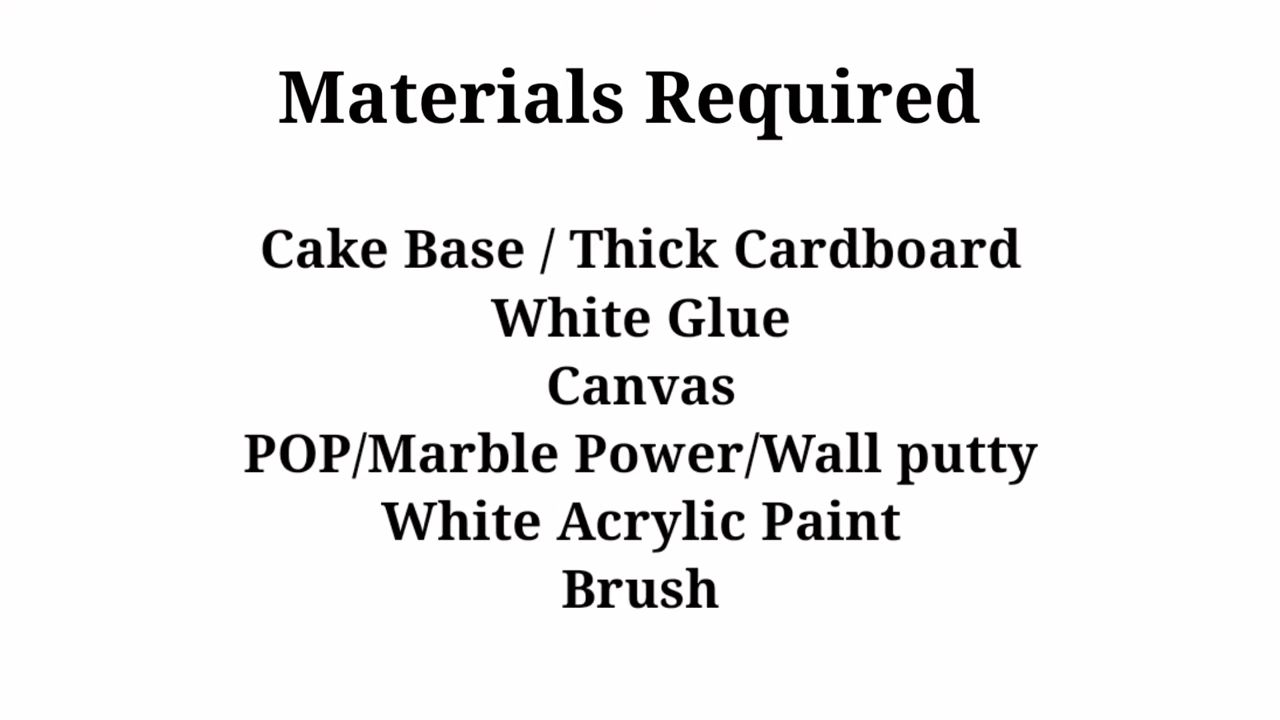 Materials Required
Cake Base / Thick Cardboard
White Glue
Canvas
POP/Marble Power/Wall putty
White Acrylic Paint
Brush